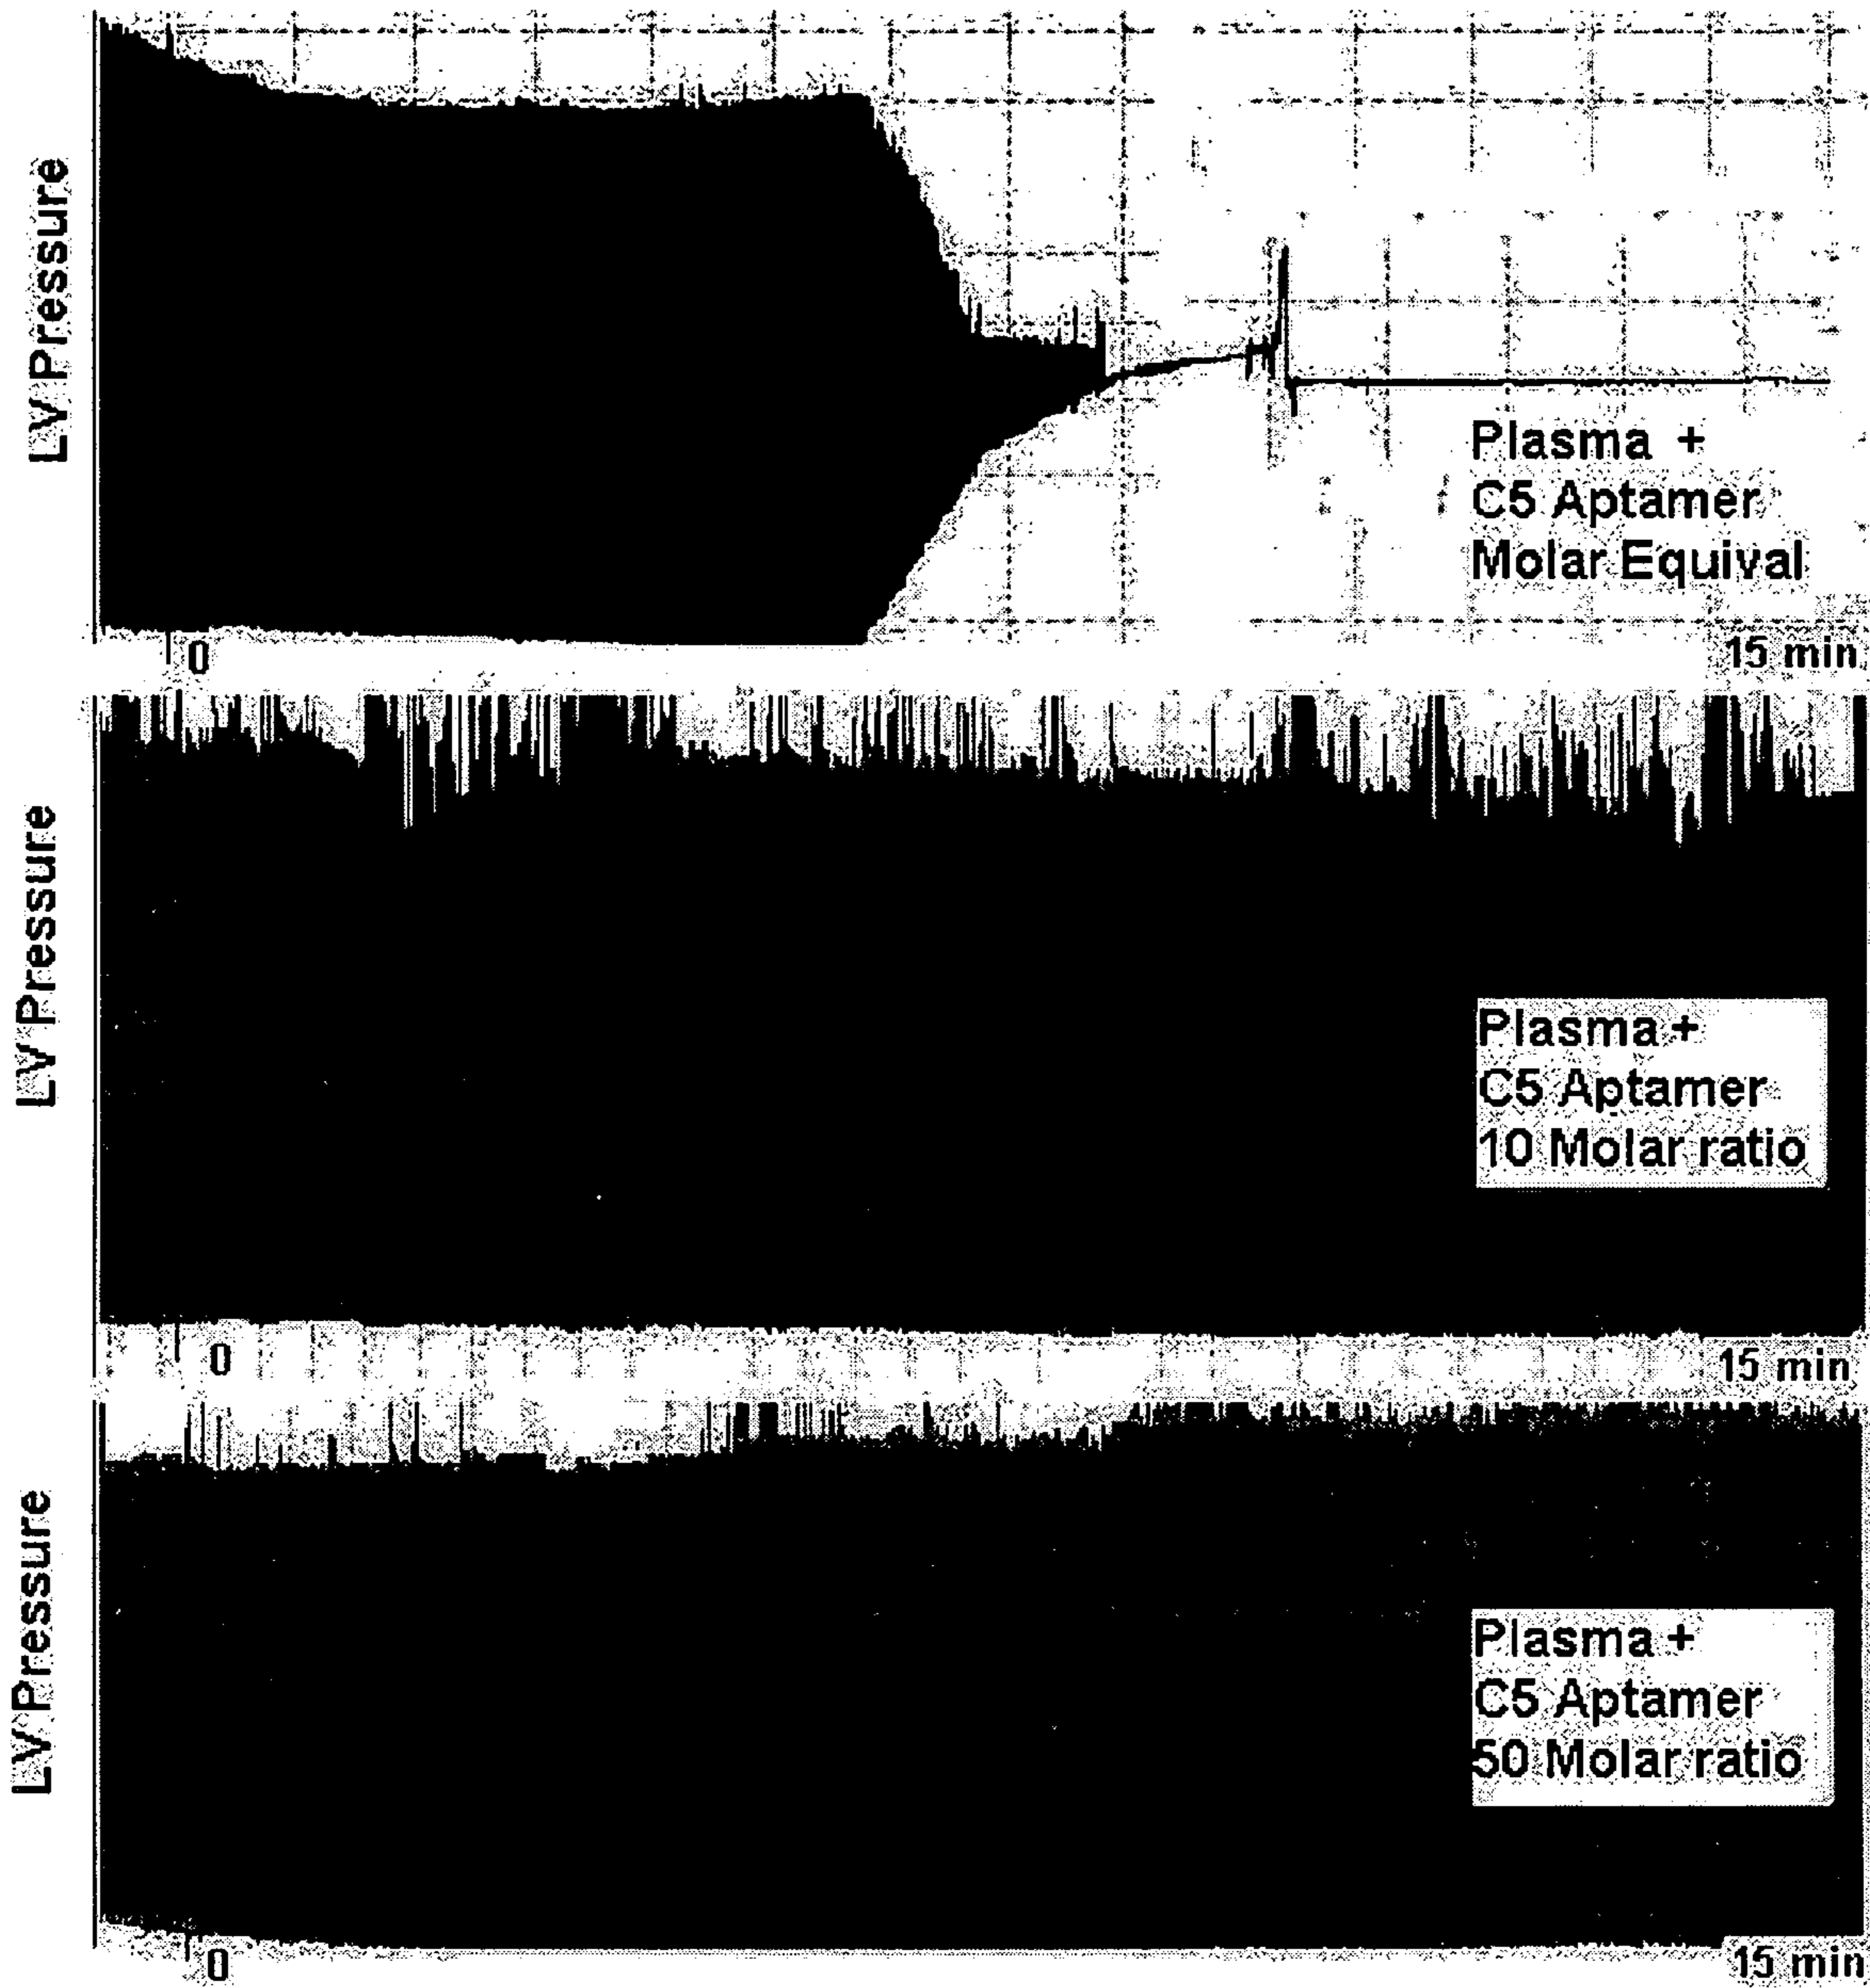 LV Pressure
Plasma +
C5 Aptamer
Molar Equival
0
15 min
LV Pressure
Plasma +
C5 Aptamer
10 Molar ratio
0
15 min
LV Pressure
Plasma +
C5 Aptamer
50 Molar ratio
0
15 min